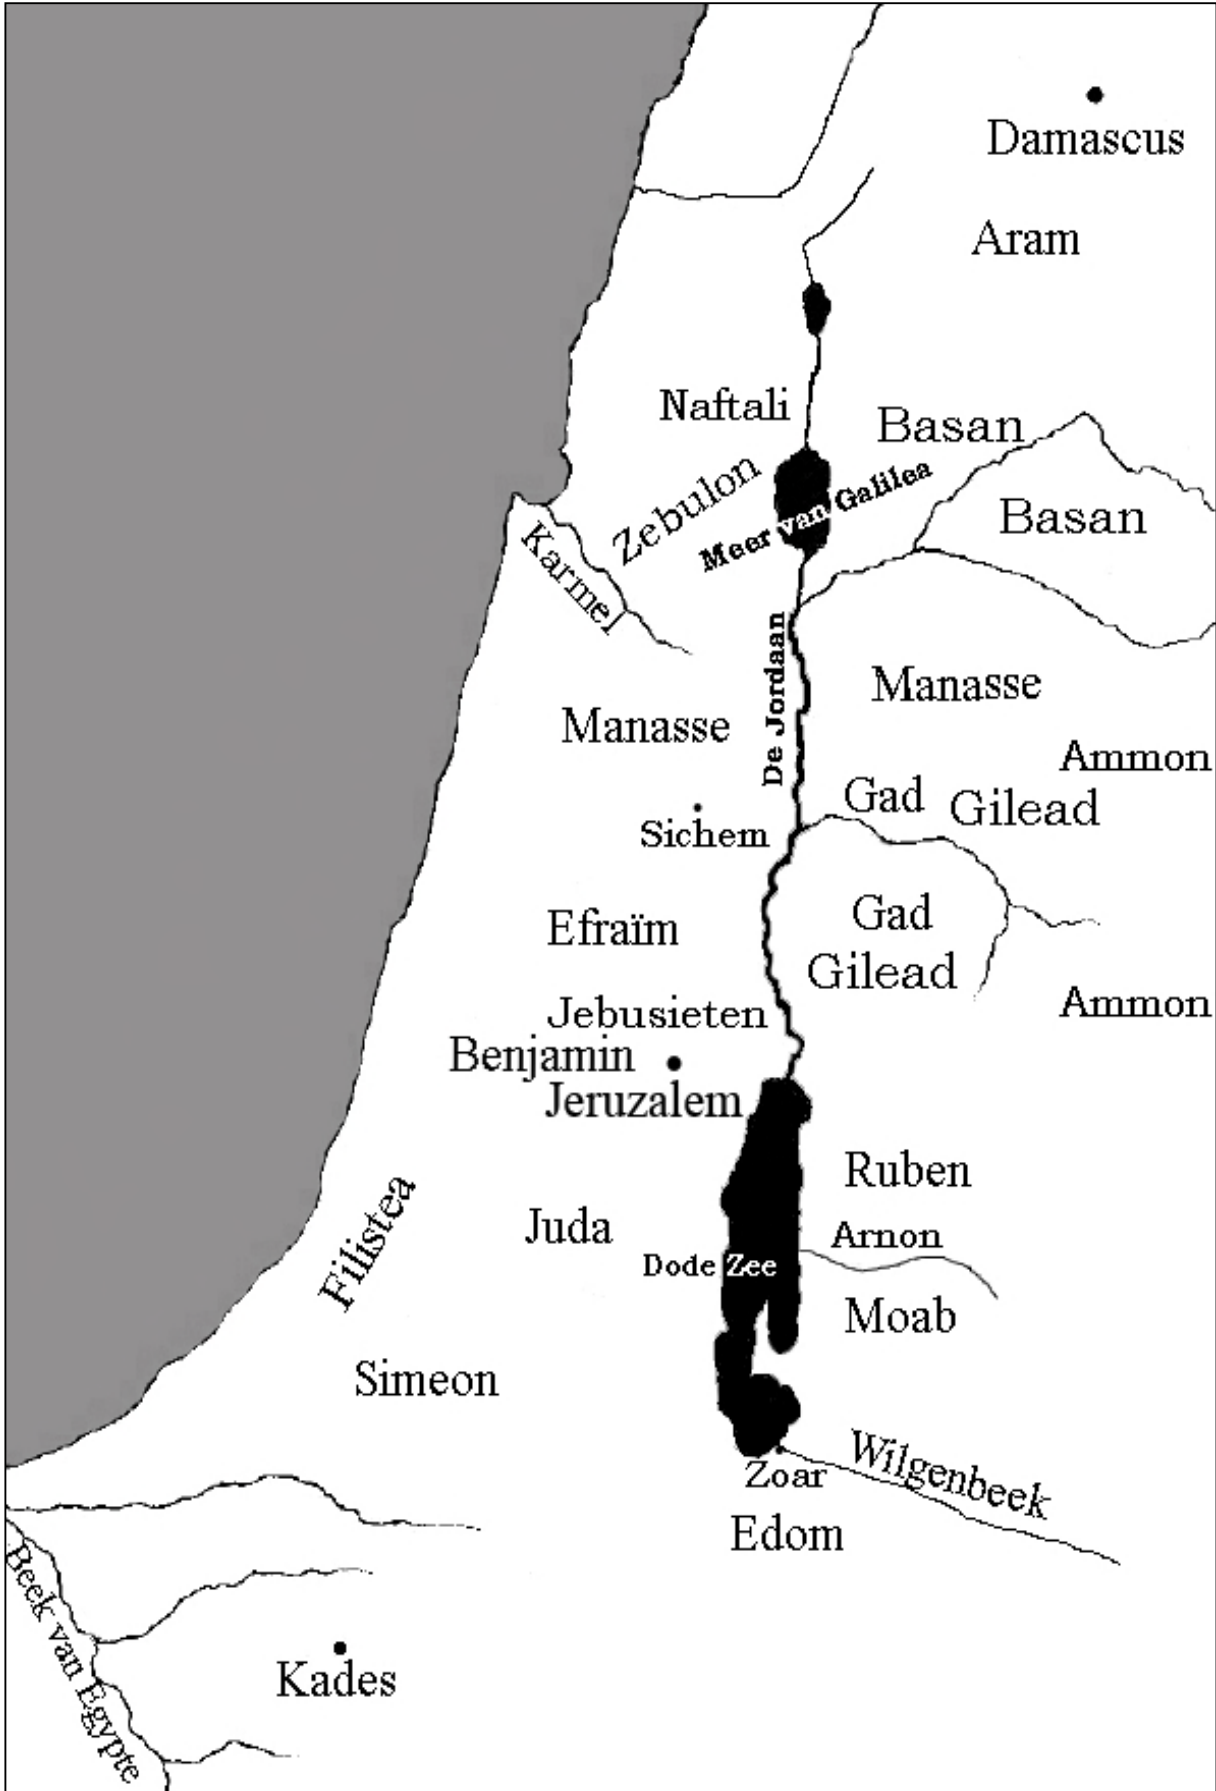 Damascus
Aram
Naftali
Basan
Zebulon
Meer van Galilea
Basan
Karmel
De Jordaan
Manasse
Manasse
Ammon
Gad
Gilead
Sichem
Gad
Efraïm
Gilead
Ammon
Jebusieten
Benjamin
Jeruzalem
Ruben
Filistea
Juda
Arnon
Dode Zee
Moab
Simeon
Wilgenbeek
Zoar
Edom
Beek van Egypte
Kades